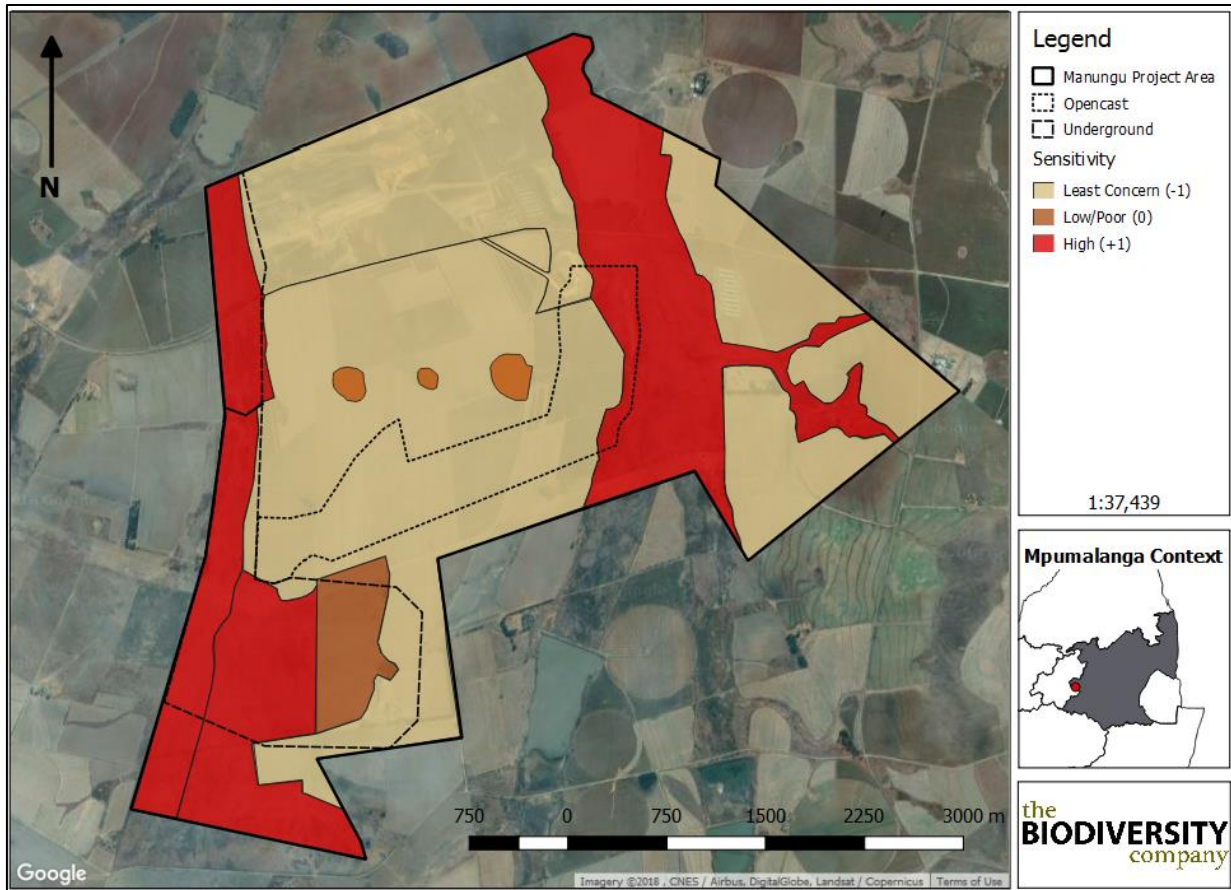 N
Legend
Manungu Project Area
Opencast
Underground
Sensitivity
Least Concern (-1)
Low/Poor (0)
High (+1)
1:37,439
Mpumalanga Context
750 0 750 1500 2250 3000 m
the
BIODIVERSITY
company
Google
Imagery ©2018 , CNES / Airbus, DigitalGlobe, Landsat / Copernicus Terms of Use